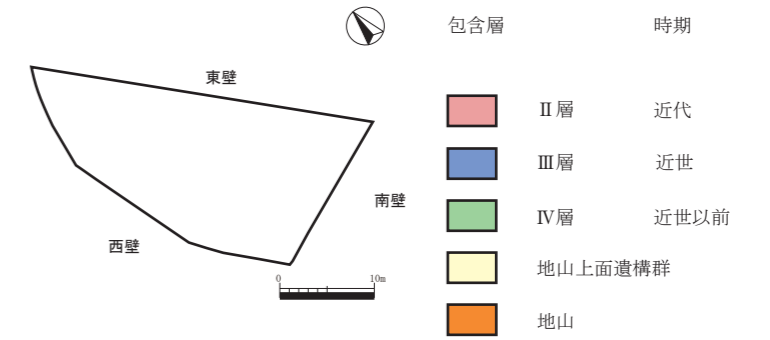 包含層 時期
東壁
南壁
西壁
0 10m
Ⅱ層 近代
Ⅲ層 近世
Ⅳ層 近世以前
地山上面遺構群
地山